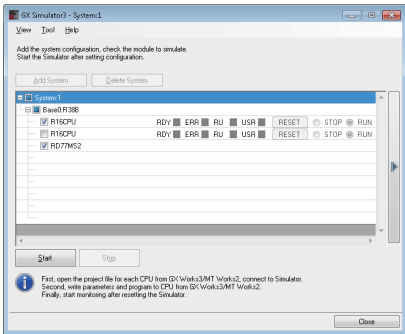 GX Simulator3 - System:1
View Tool Help
Add the system configuration, check the module to simulate.
Start the Simulator after setting configuration.
Add System Delete System
System:1
Base0:R38B
R16CPU RDY ERR RU USR RESET STOP RUN
R16CPU RDY ERR RU USR RESET STOP RUN
RD77MS2
Start Stop
First, open the project file for each CPU from GX Works3/MT Works2, connect to Simulator.
Second, write parameters and program to CPU from GX Works3/MT Works2.
Finally, start monitoring after resetting the Simulator.
Close